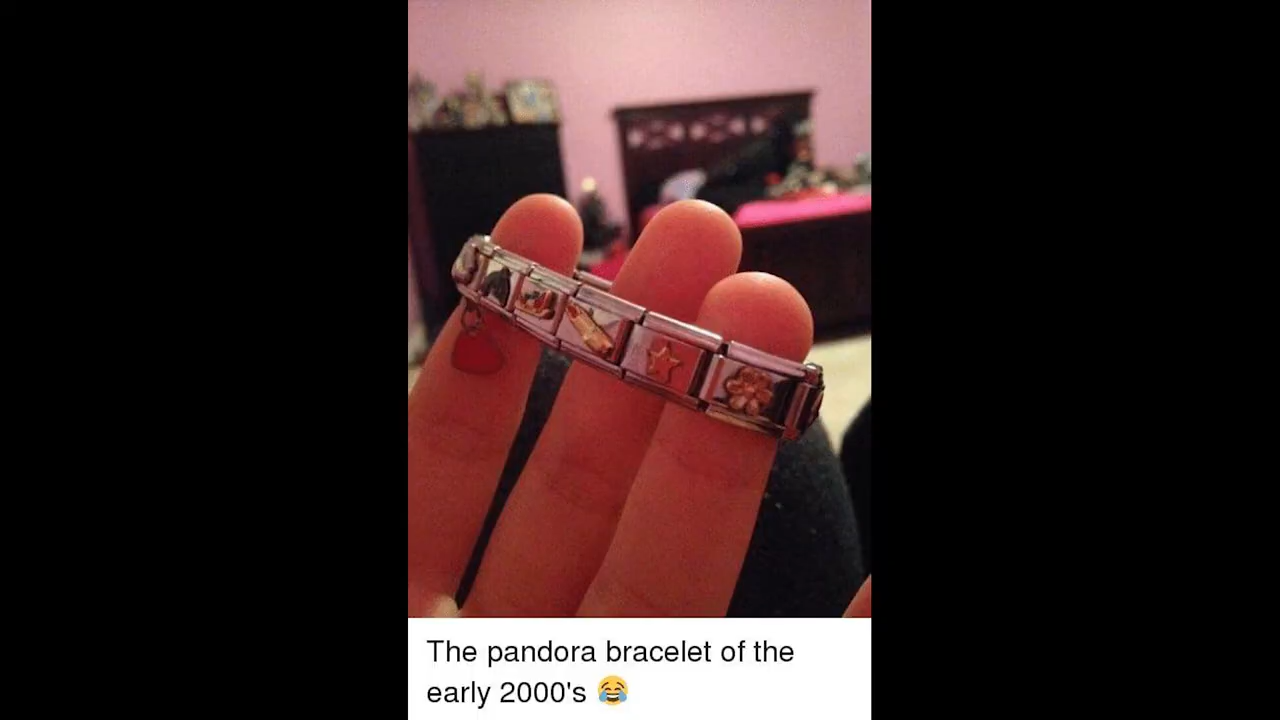 The pandora bracelet of the
early 2000's 😂